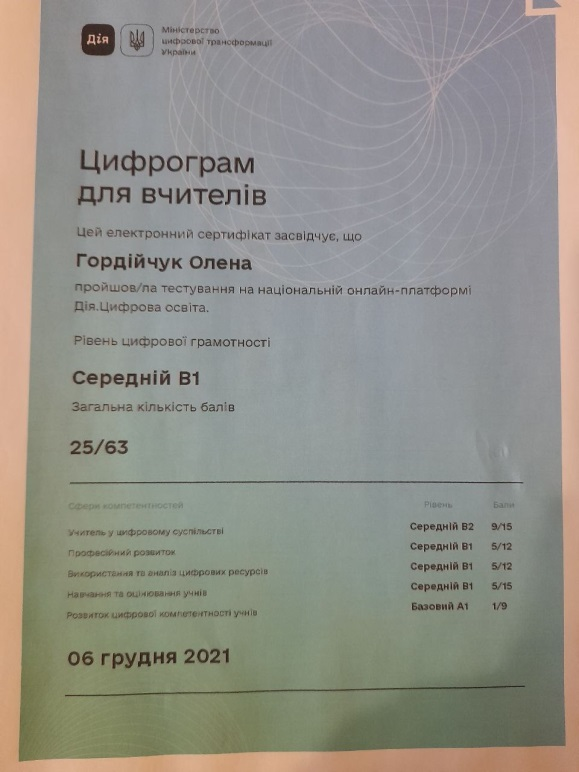 Дія
Міністерство
цифрової трансформації
України
Цифрограм
для вчителів
Цей електронний сертифікат засвідчує, що
Гордійчук Олена
пройшов/ла тестування на національній онлайн-платформі
Дія.Цифрова освіта.
Рівень цифрової грамотності
Середній B1
Загальна кількість балів
25/63
Сфери компетентностей Рівень Бали
Учитель у цифровому суспільстві Середній B2 9/15
Професійний розвиток Середній B1 5/12
Використання та аналіз цифрових ресурсів Середній B1 5/12
Навчання та оцінювання учнів Середній B1 5/15
Розвиток цифрової компетентності учнів Базовий A1 1/9
06 грудня 2021